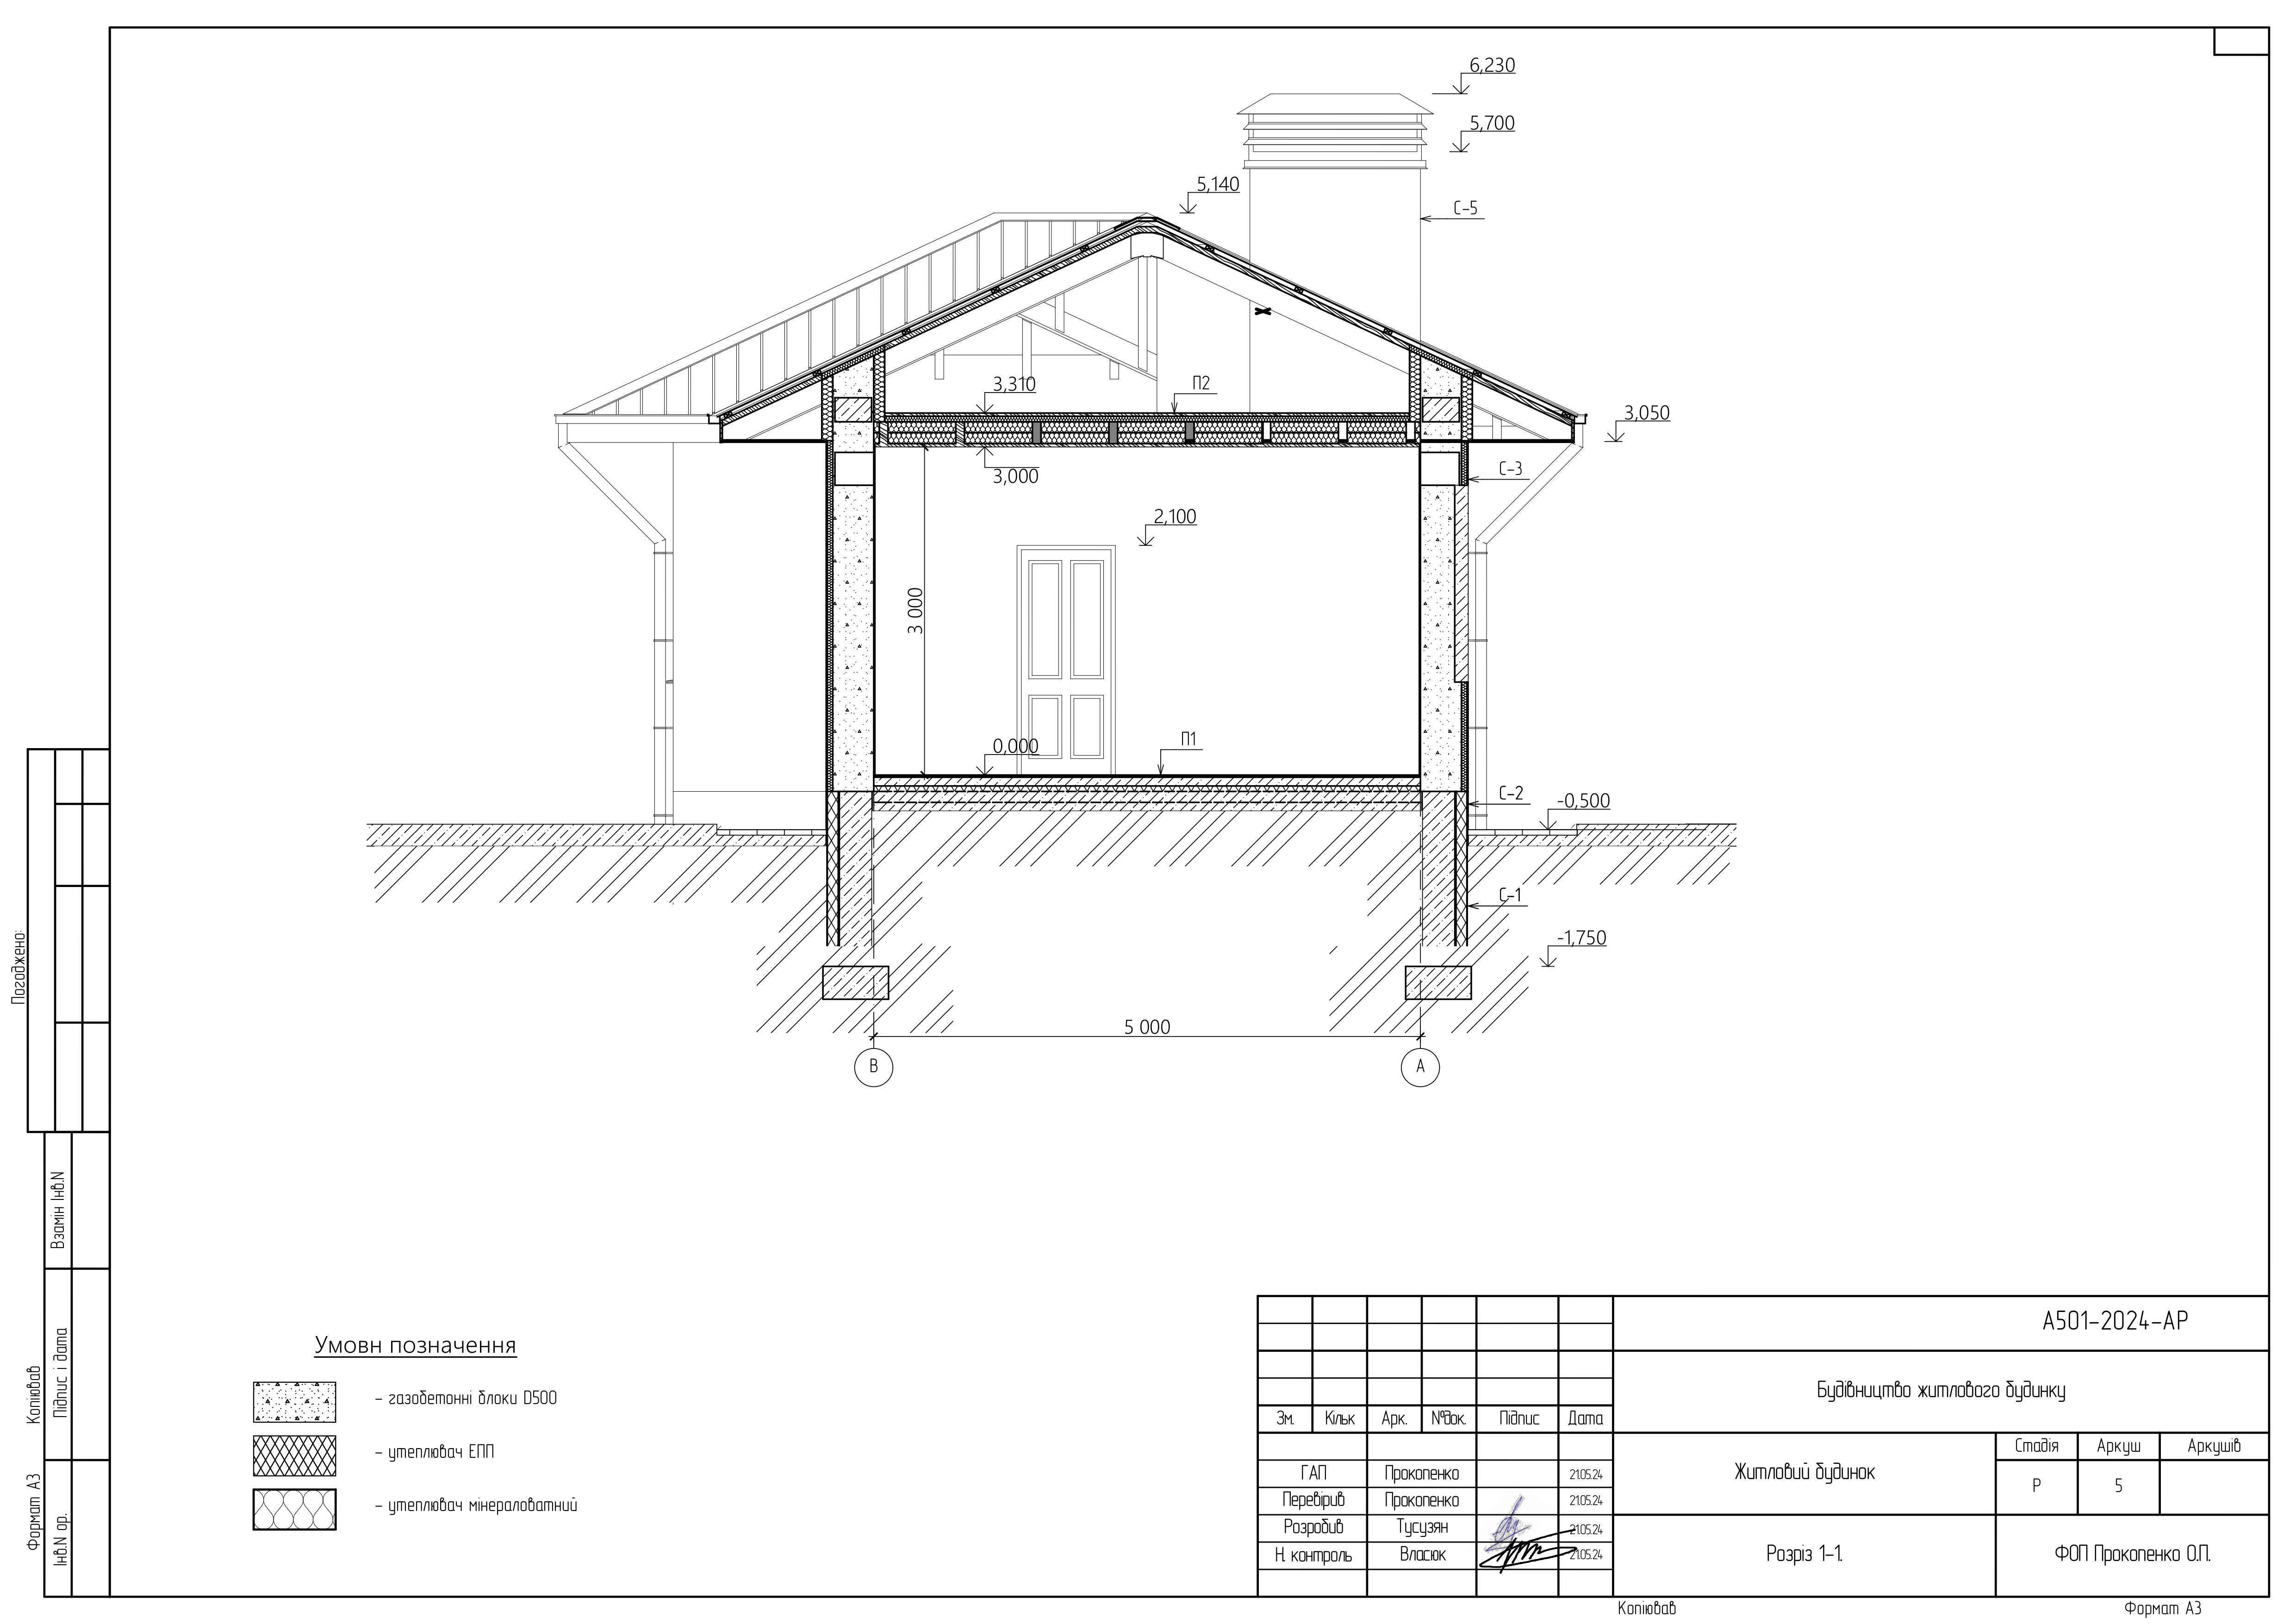 6,230
5,700
5,140
С-5
3,310
П2
3,050
3,000
С-3
2,100
3 000
0,000
П1
С-2
-0,500
С-1
-1,750
5 000
В
А
Погоджено:
Взамін Інв.N
Підпис і дата
Інв.N ор.
Копіював
Формат А3
Умовн позначення
- газобетонні блоки D500
- утеплювач ЕПП
- утеплювач мінераловатний
А501-2024-АР
Будівництво житлового будинку
Зм. Кільк Арк. №док. Підпис Дата
Житловий будинок
Стадія Аркуш Аркушів
Р 5
ГАП Прокопенко 21.05.24
Перевірив Прокопенко 21.05.24
Розробив Тусузян 21.05.24
Н. контроль Власюк 21.05.24
Розріз 1-1.
ФОП Прокопенко О.П.
Копіював
Формат А3